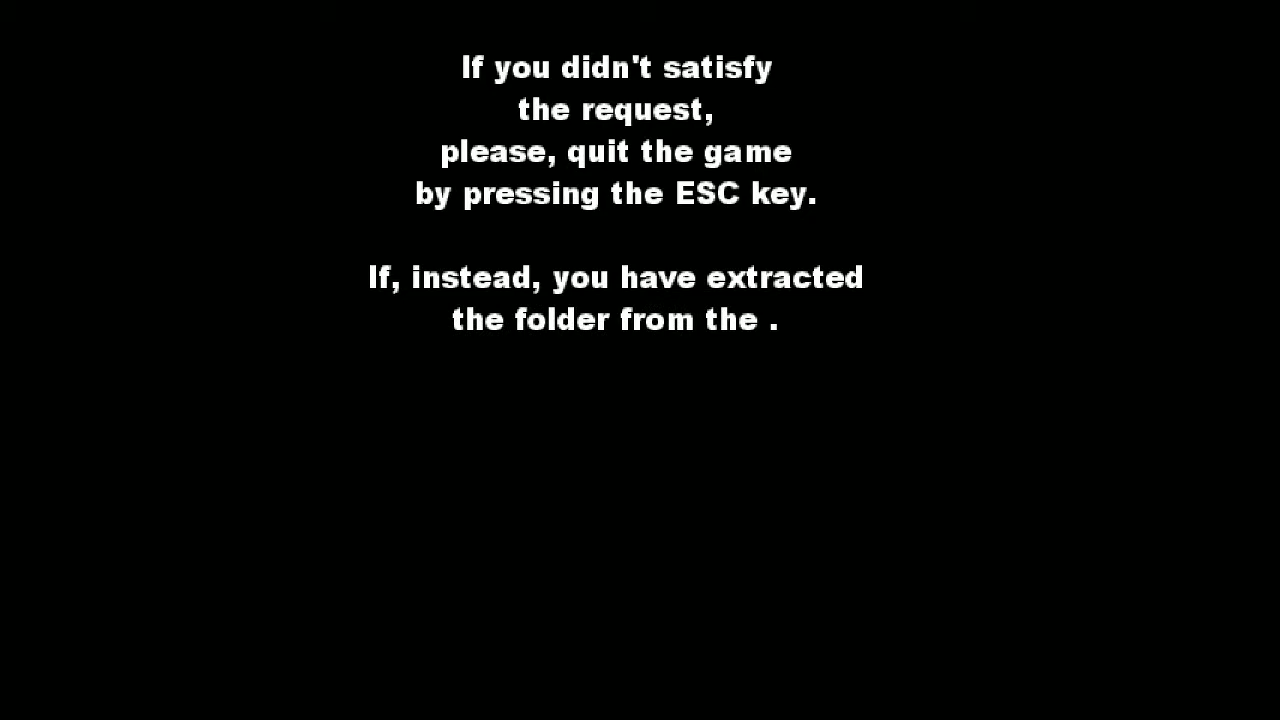 If you didn't satisfy
the request,
please, quit the game
by pressing the ESC key.
If, instead, you have extracted
the folder from the .